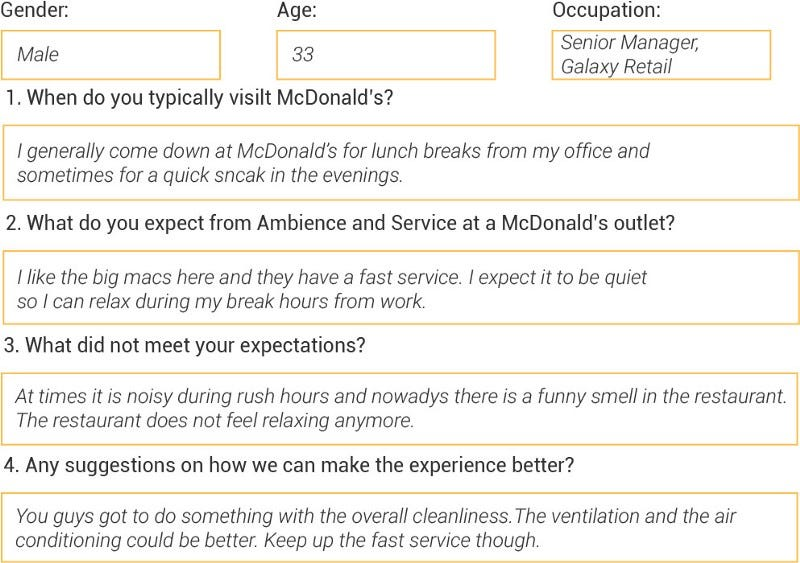 Gender: Age: Occupation:
Male 33 Senior Manager,
Galaxy Retail
1. When do you typically visilt McDonald's?
I generally come down at McDonald's for lunch breaks from my office and
sometimes for a quick sncak in the evenings.
2. What do you expect from Ambience and Service at a McDonald's outlet?
I like the big macs here and they have a fast service. I expect it to be quiet
so I can relax during my break hours from work.
3. What did not meet your expectations?
At times it is noisy during rush hours and nowadys there is a funny smell in the restaurant.
The restaurant does not feel relaxing anymore.
4. Any suggestions on how we can make the experience better?
You guys got to do something with the overall cleanliness.The ventilation and the air
conditioning could be better. Keep up the fast service though.